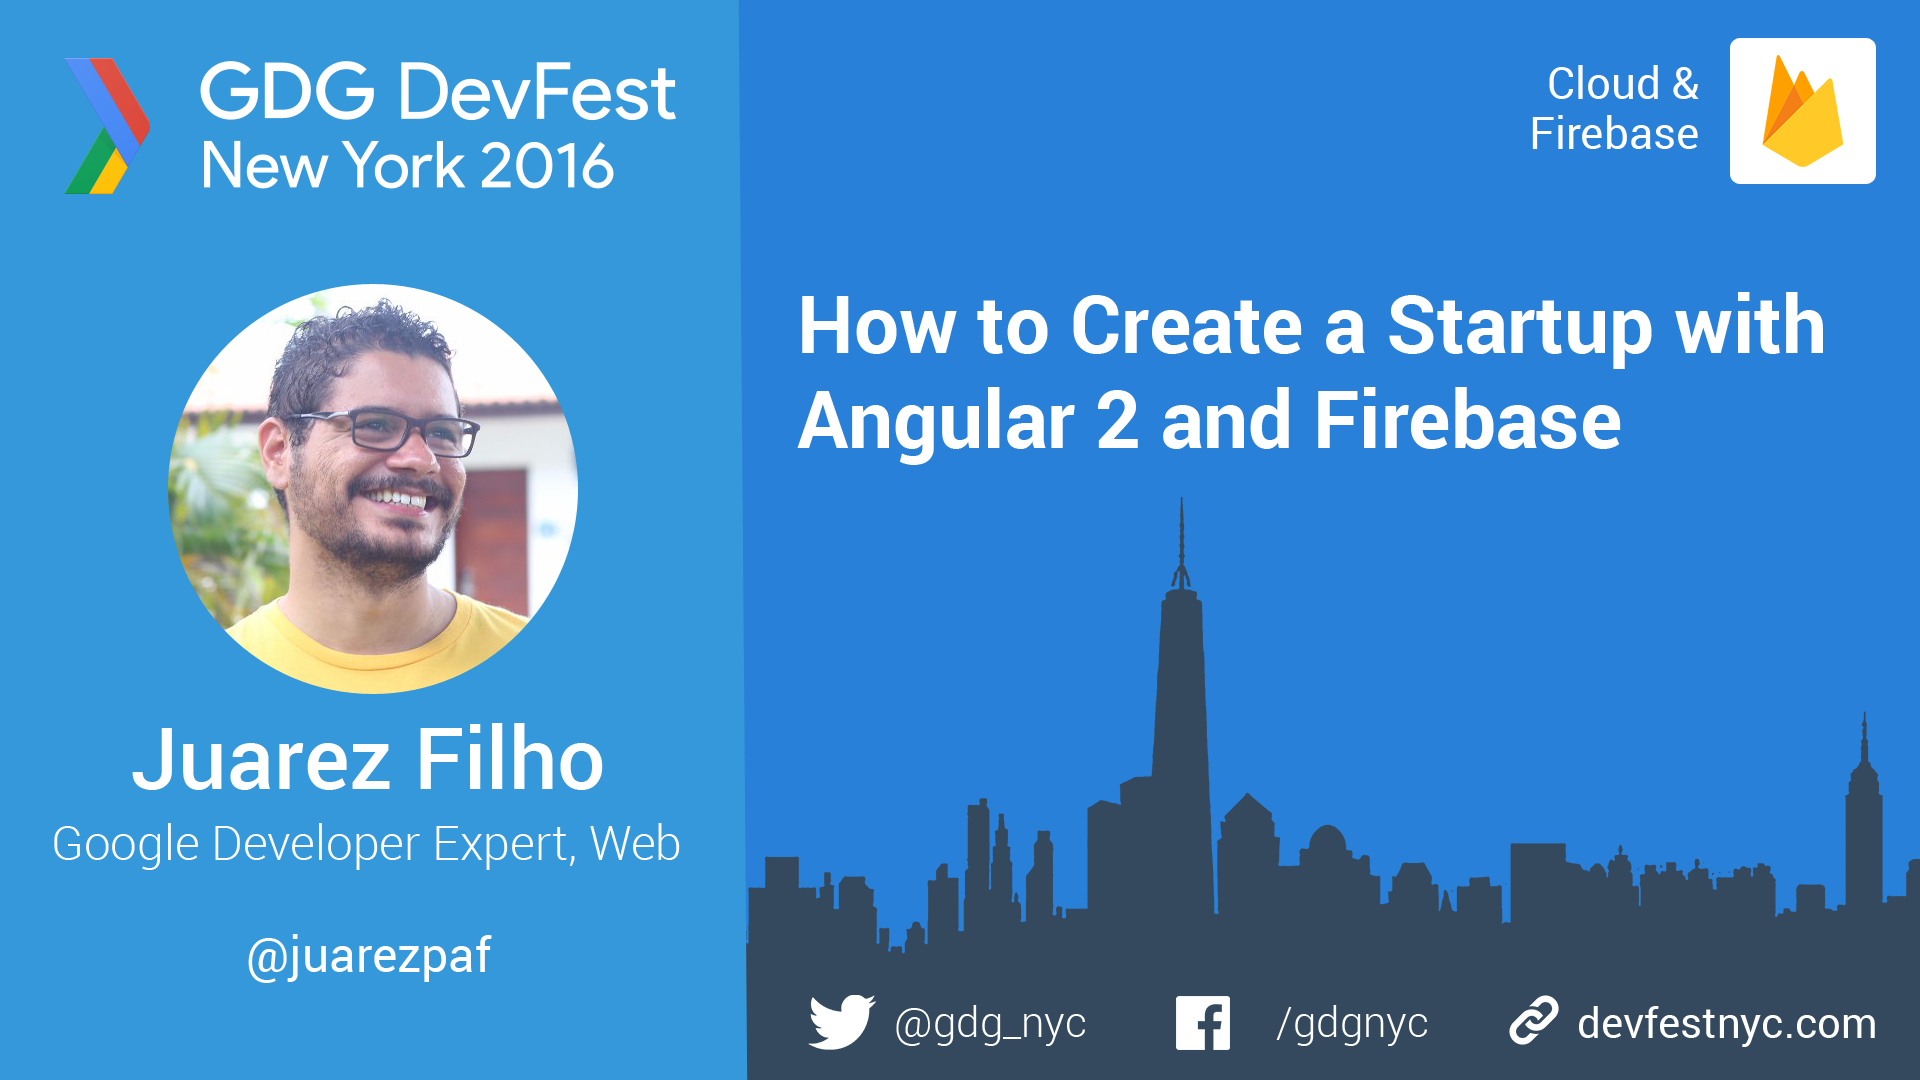 GDG DevFest
New York 2016
Juarez Filho
Google Developer Expert, Web
@juarezpaf
Cloud &
Firebase
How to Create a Startup with
Angular 2 and Firebase
@gdg_nyc
/gdgnyc
devfestnyc.com